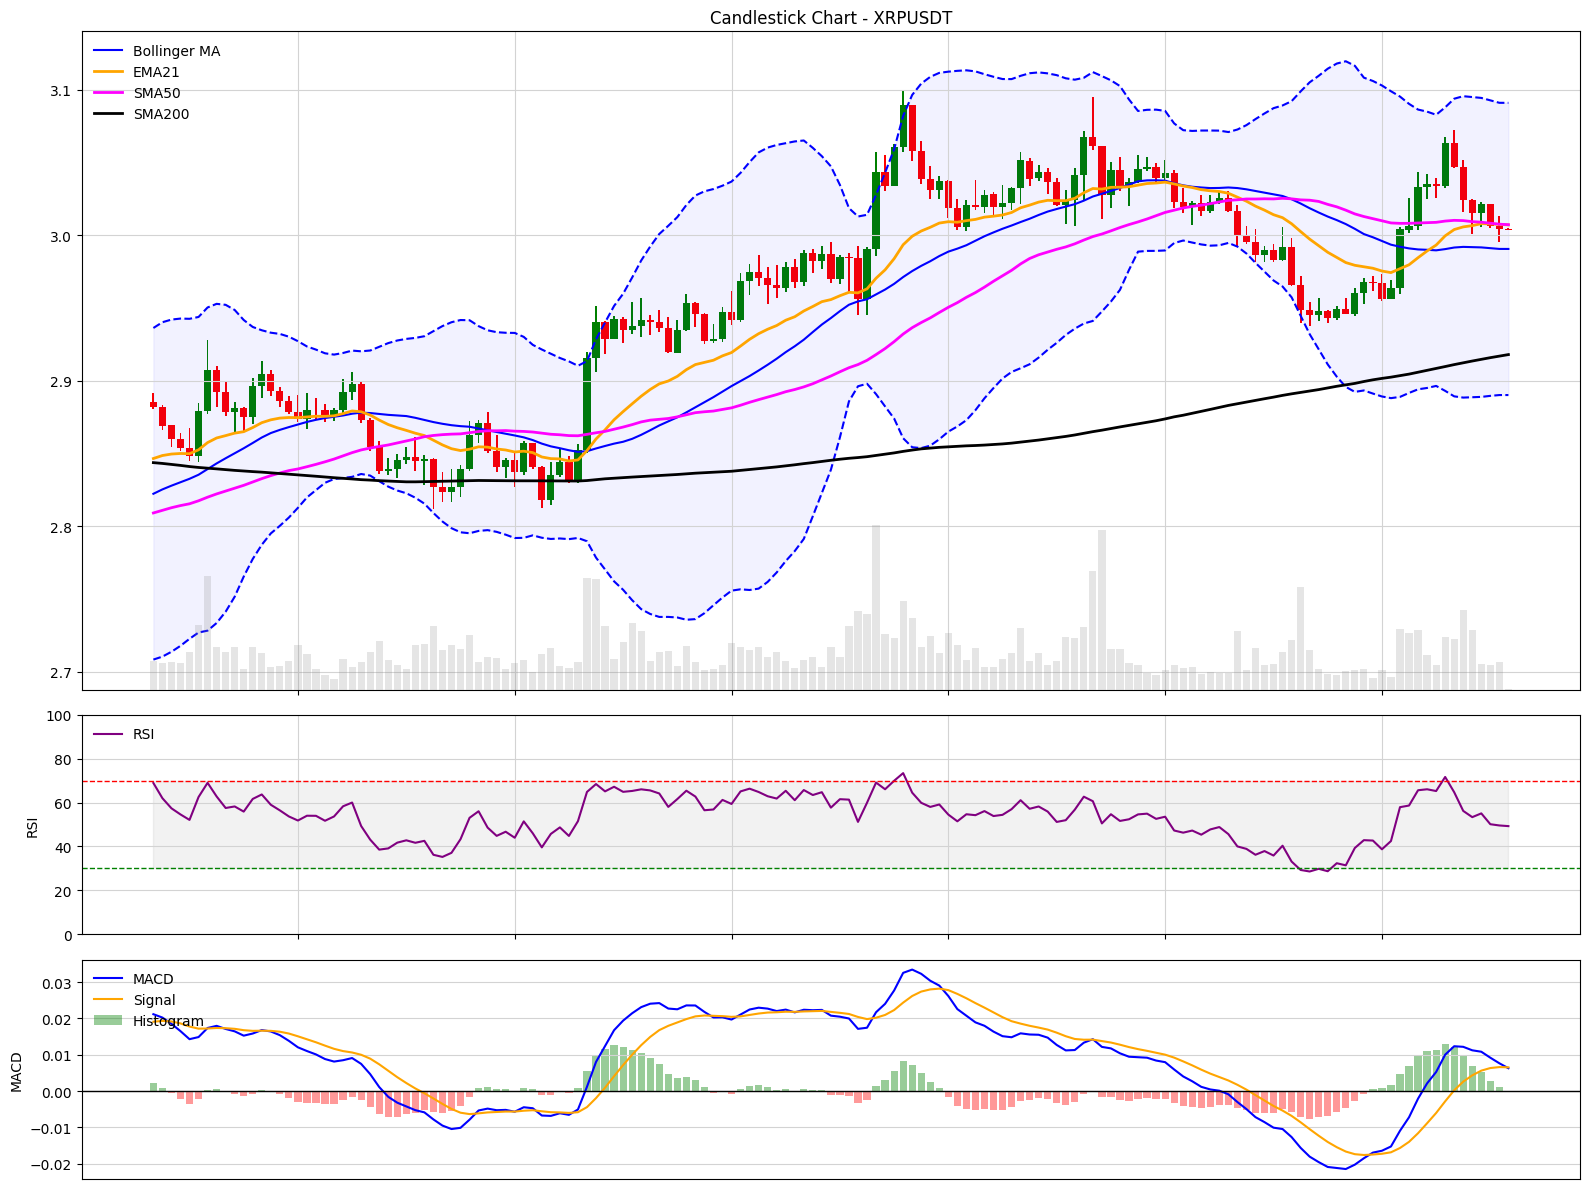 Candlestick Chart - XRPUSDT
Bollinger MA
EMA21
SMA50
SMA200
3.1
3.0
2.9
2.8
2.7
RSI
100
80
60
40
20
0
RSI
MACD
Signal
Histogram
0.03
0.02
0.01
0.00
−0.01
−0.02
MACD